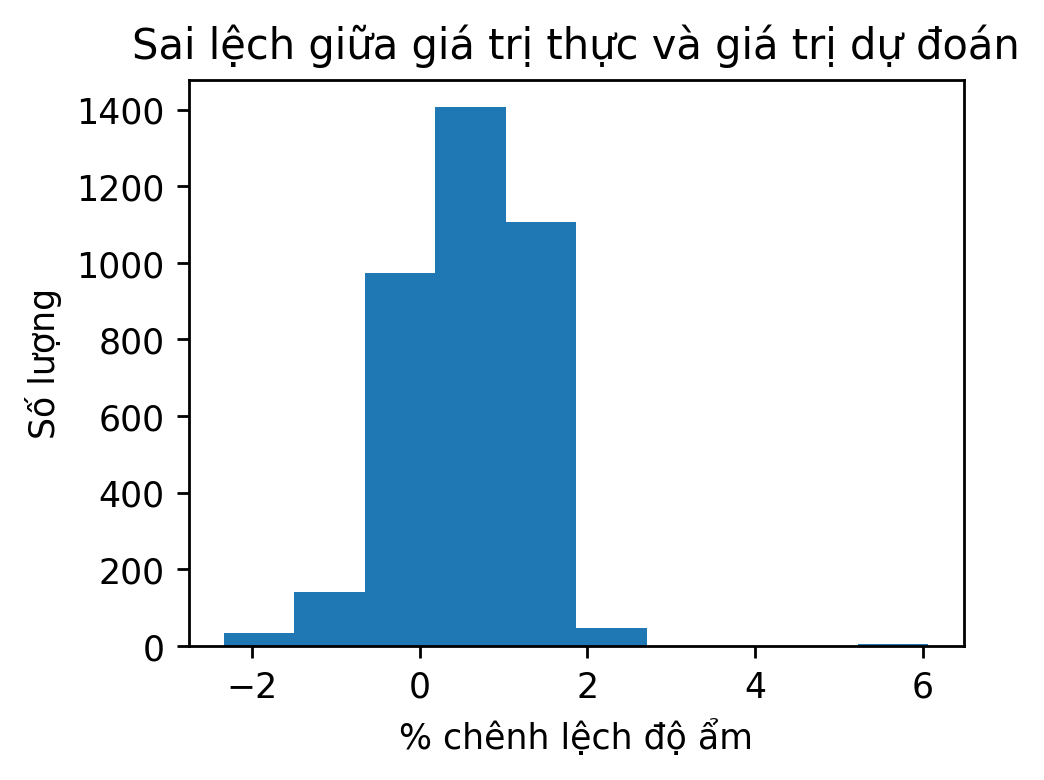 Sai lệch giữa giá trị thực và giá trị dự đoán
1400
1200
1000
800
600
400
200
0
Số lượng
−2 0 2 4 6
% chênh lệch độ ẩm